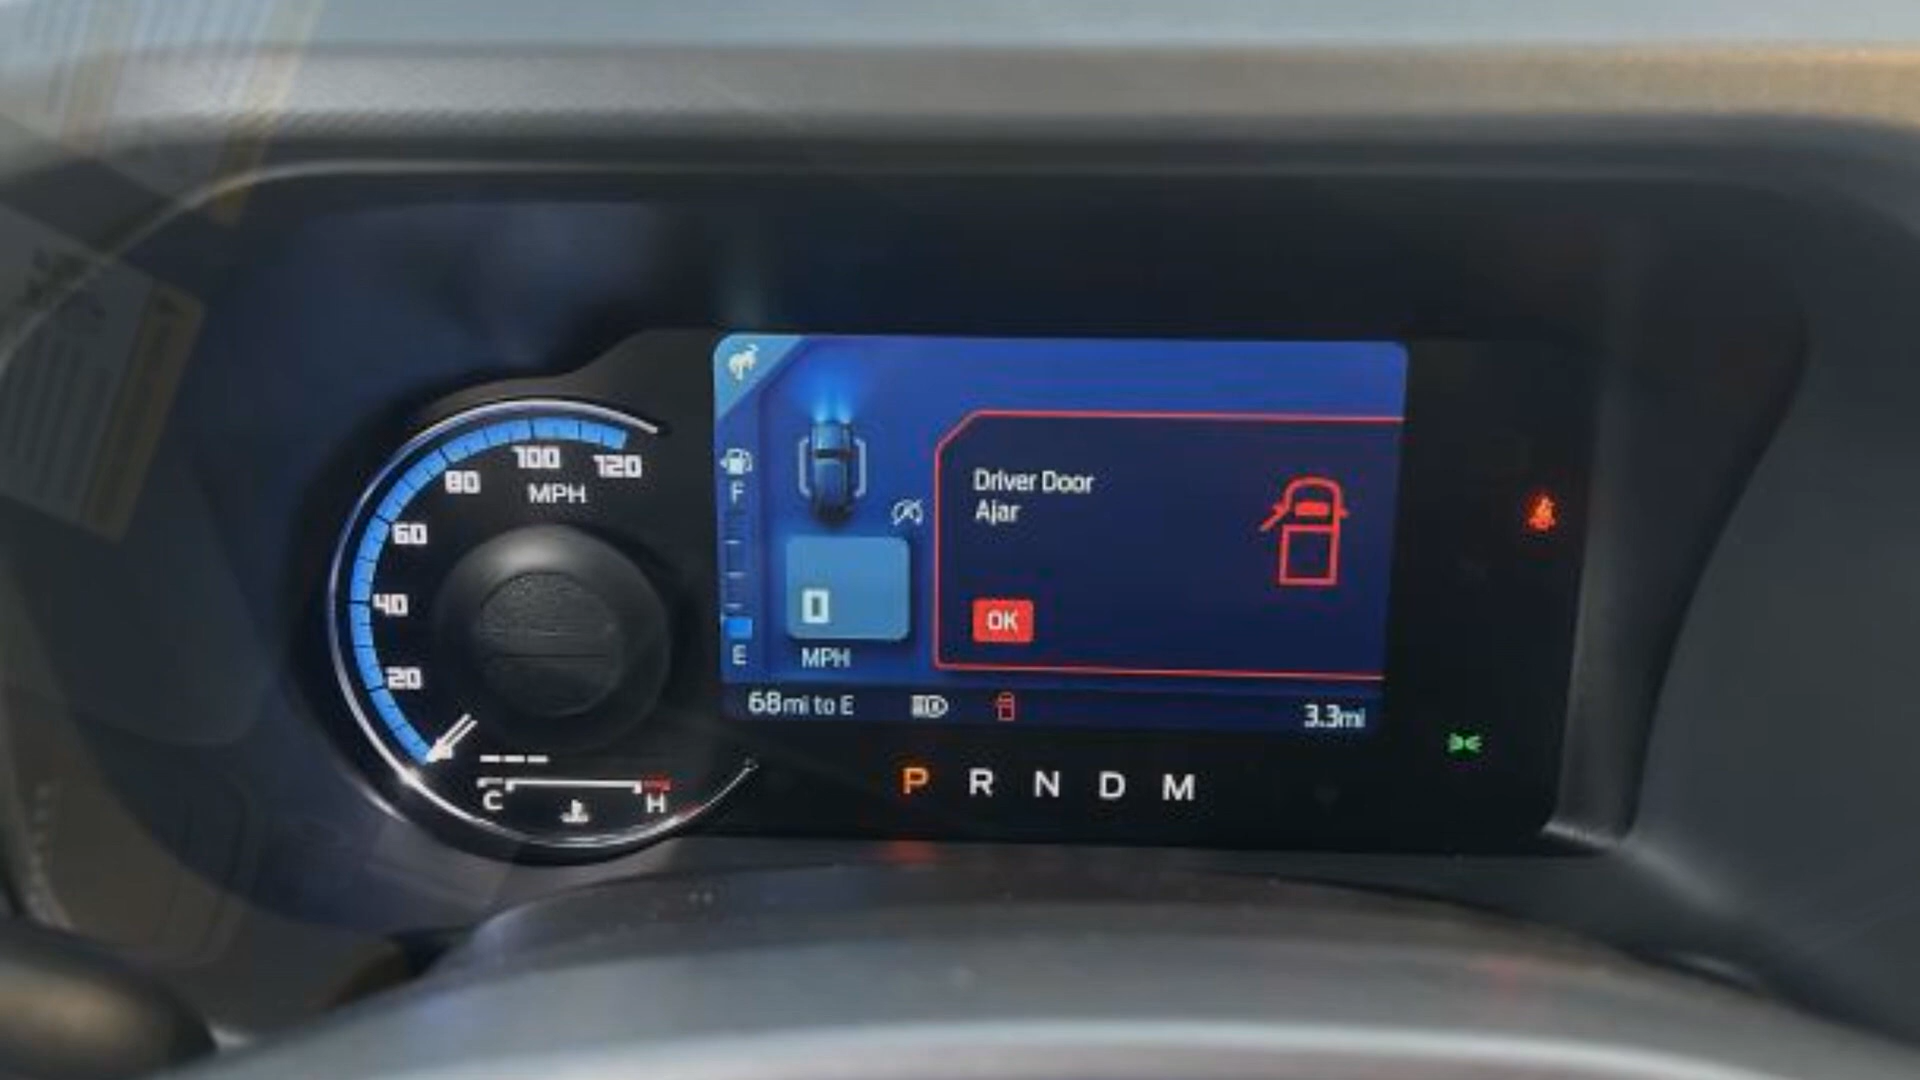 120
100
80
MPH
60
40
20
C
H
F
E
0
MPH
Driver Door
Ajar
OK
68mi to E
3.3mi
P R N D M